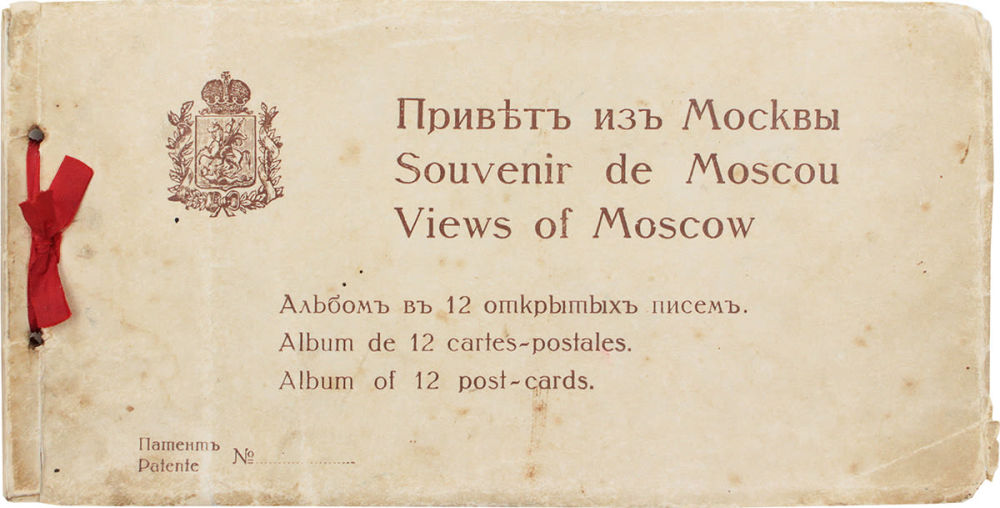 Привѣтъ изъ Москвы
Souvenir de Moscou
Views of Moscow
Альбомъ въ 12 открытыхъ писемъ.
Album de 12 cartes-postales.
Album of 12 post-cards.
Патентъ
Patente
№